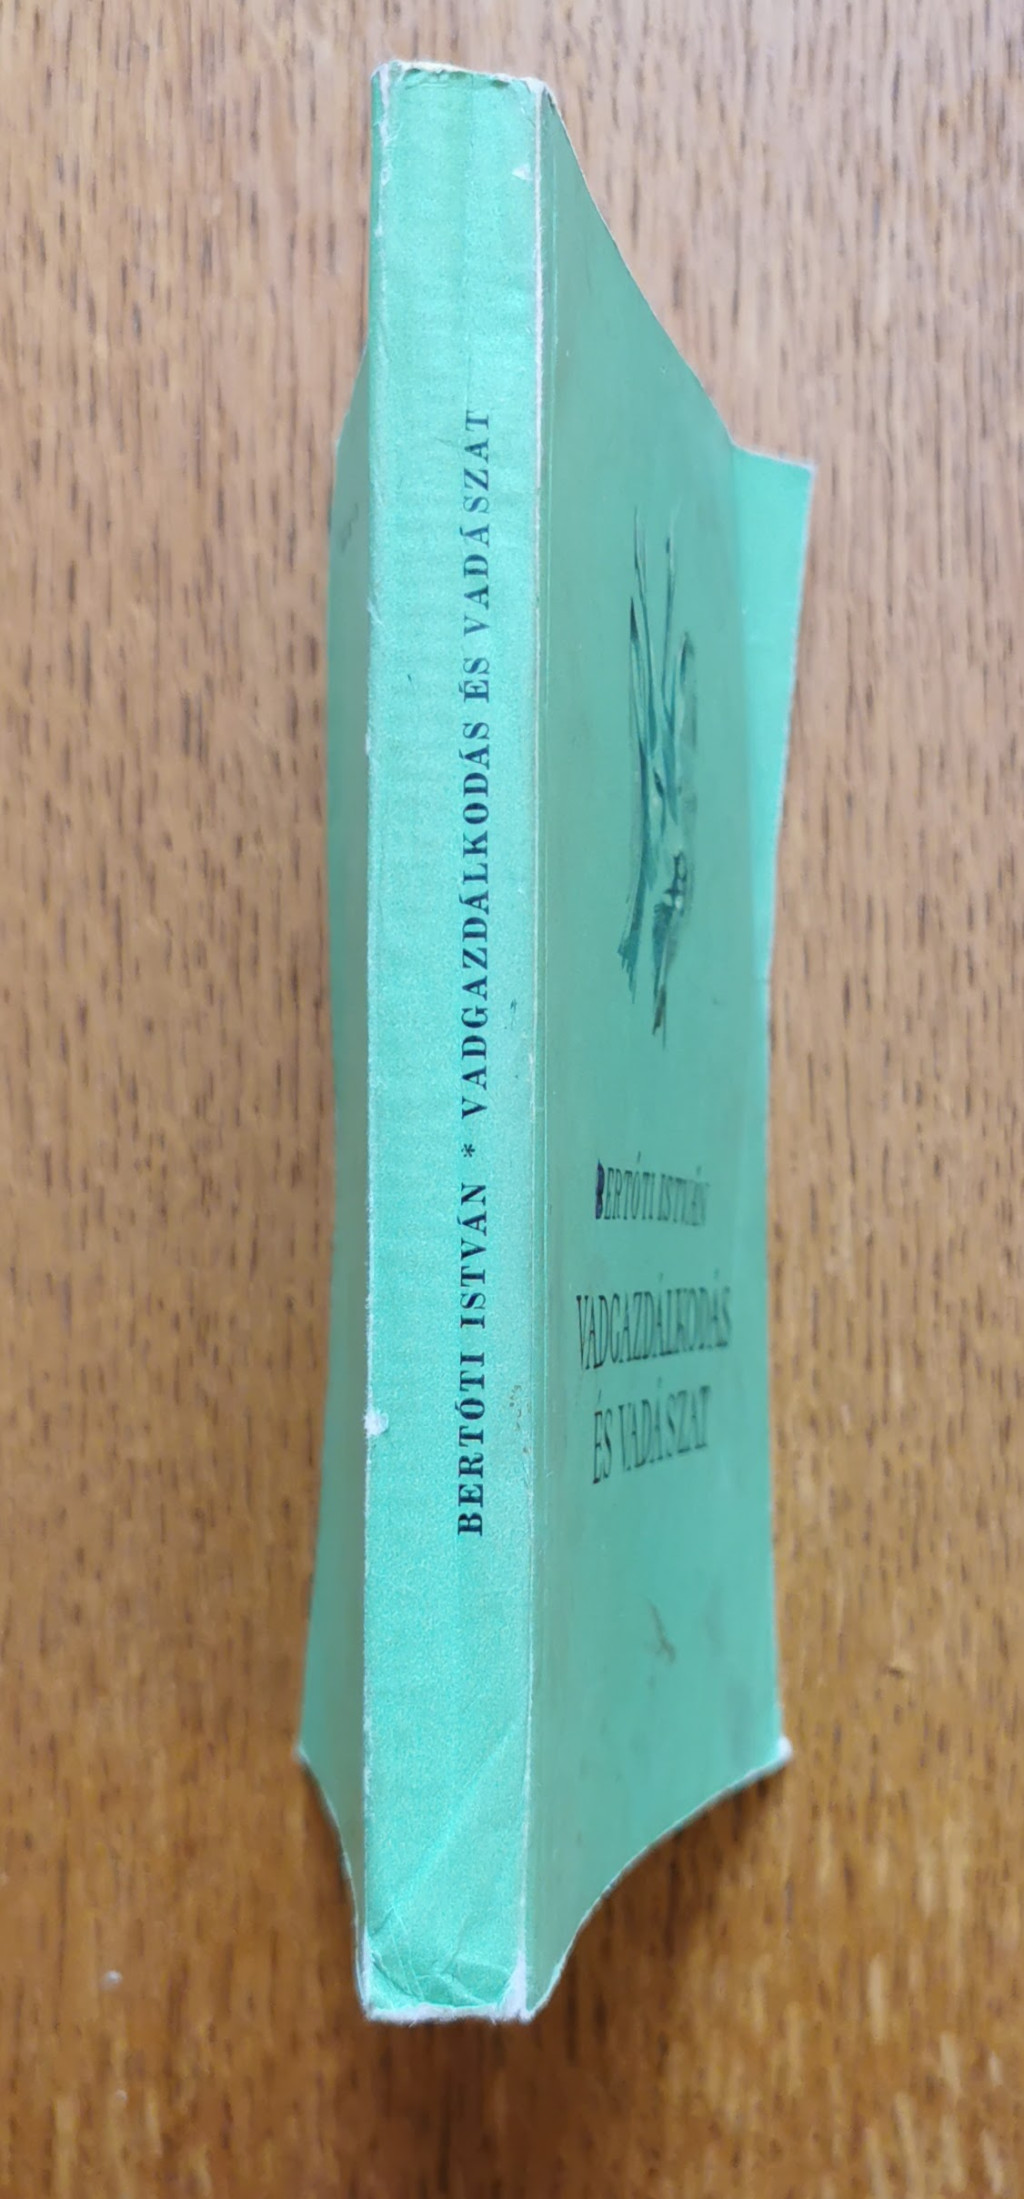 BERTÓTI ISTVÁN * VADGAZDÁLKODÁS ÉS VADÁSZAT
BERTÓTI ISTVÁN
VADGAZDÁLKODÁS
ÉS VADÁSZAT